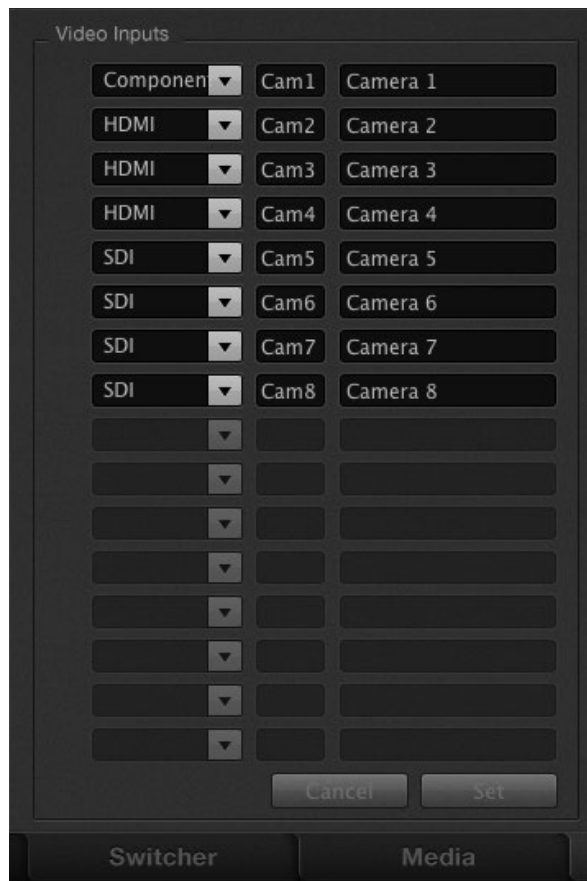 Video Inputs
Componen Cam1 Camera 1
HDMI Cam2 Camera 2
HDMI Cam3 Camera 3
HDMI Cam4 Camera 4
SDI Cam5 Camera 5
SDI Cam6 Camera 6
SDI Cam7 Camera 7
SDI Cam8 Camera 8
Cancel Set
Switcher Media